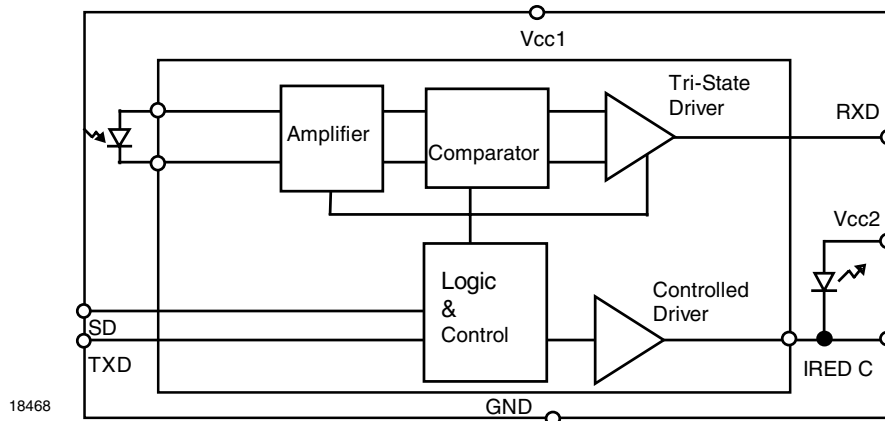 Vcc1
Tri-State
Driver
RXD
Amplifier
Comparator
Vcc2
Logic
&
Control
Controlled
Driver
SD
TXD
IRED C
GND
18468